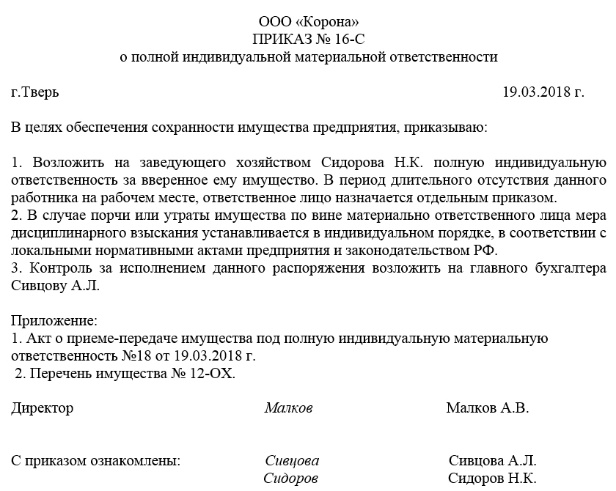 ООО «Корона»
ПРИКАЗ № 16-С
о полной индивидуальной материальной ответственности
г.Тверь 19.03.2018 г.
В целях обеспечения сохранности имущества предприятия, приказываю:
1. Возложить на заведующего хозяйством Сидорова Н.К. полную индивидуальную
ответственность за вверенное ему имущество. В период длительного отсутствия данного
работника на рабочем месте, ответственное лицо назначается отдельным приказом.
2. В случае порчи или утраты имущества по вине материально ответственного лица мера
дисциплинарного взыскания устанавливается в индивидуальном порядке, в соответствии с
локальными нормативными актами предприятия и законодательством РФ.
3. Контроль за исполнением данного распоряжения возложить на главного бухгалтера
Сивцову А.Л.
Приложение:
1. Акт о приеме-передаче имущества под полную индивидуальную материальную
ответственность №18 от 19.03.2018 г.
2. Перечень имущества № 12-ОХ.
Директор Малков Малков А.В.
С приказом ознакомлены: Сивцова Сивцова А.Л.
Сидоров Сидоров Н.К.